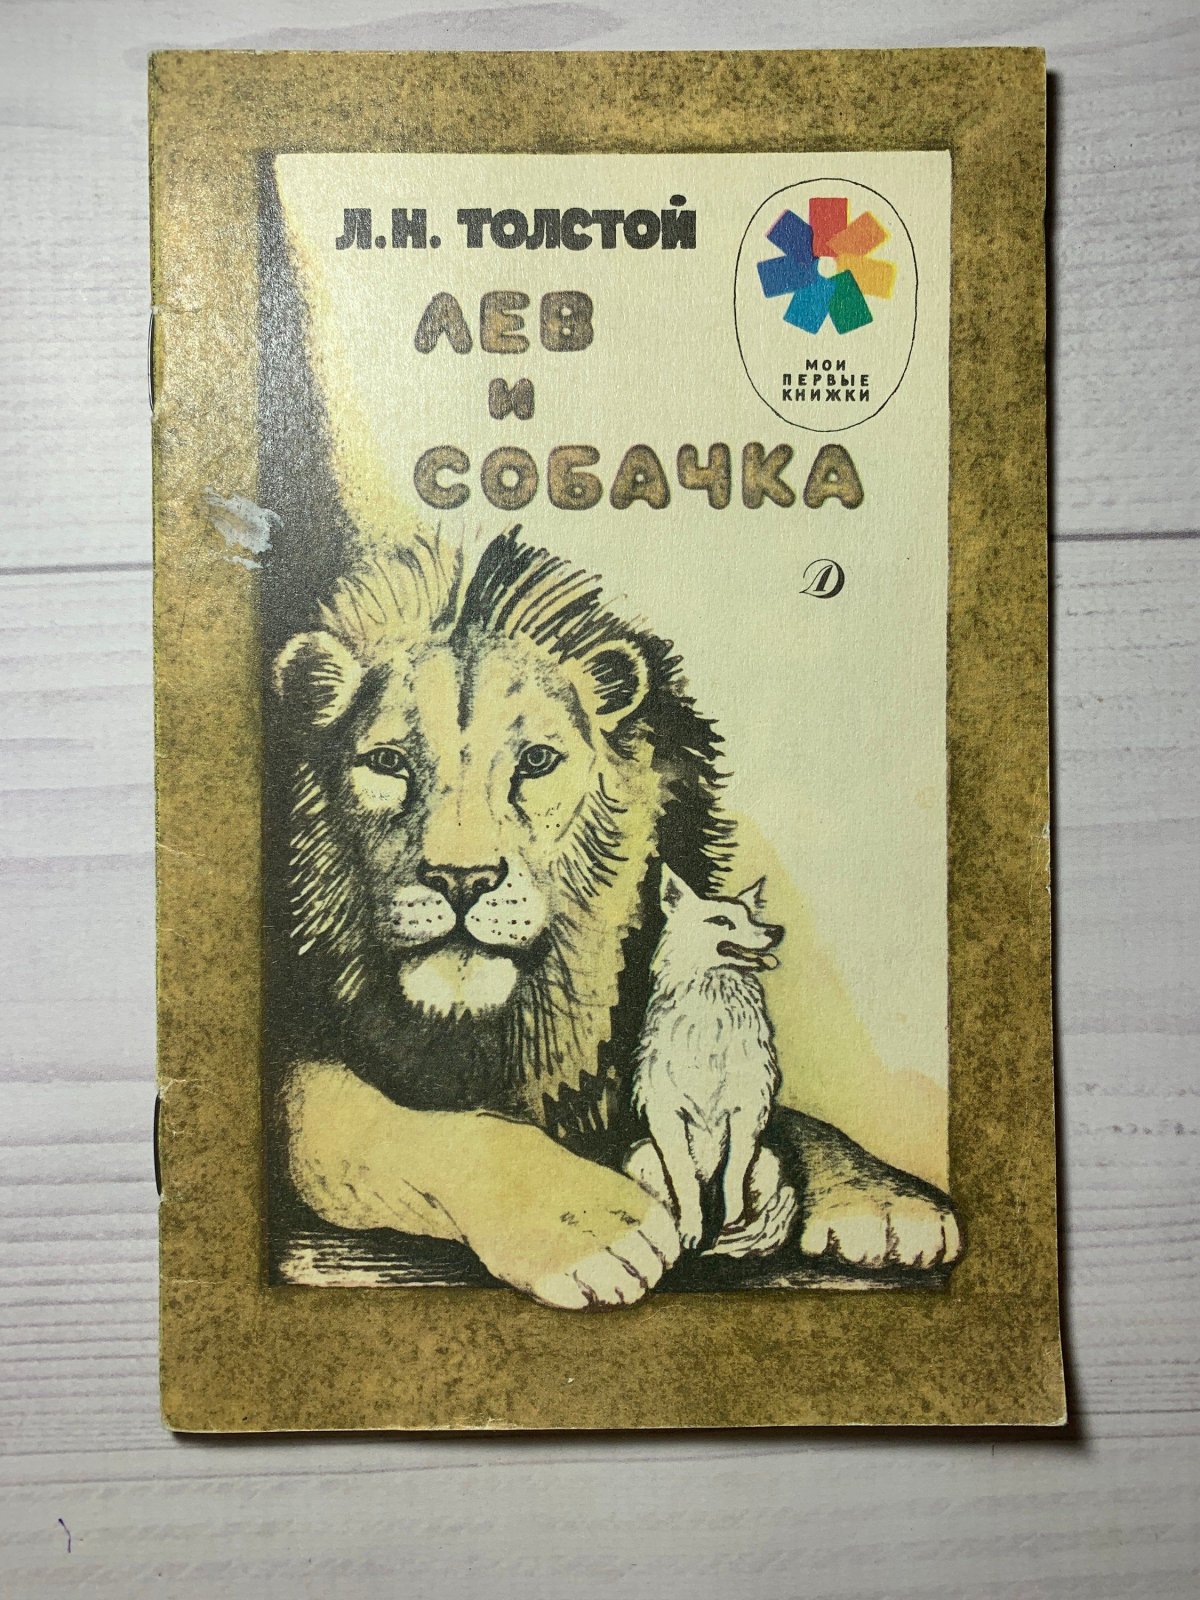 Л.Н. ТОЛСТОЙ
ЛЕВ
И
СОБАЧКА
МОИ
ПЕРВЫЕ
КНИЖКИ
Д